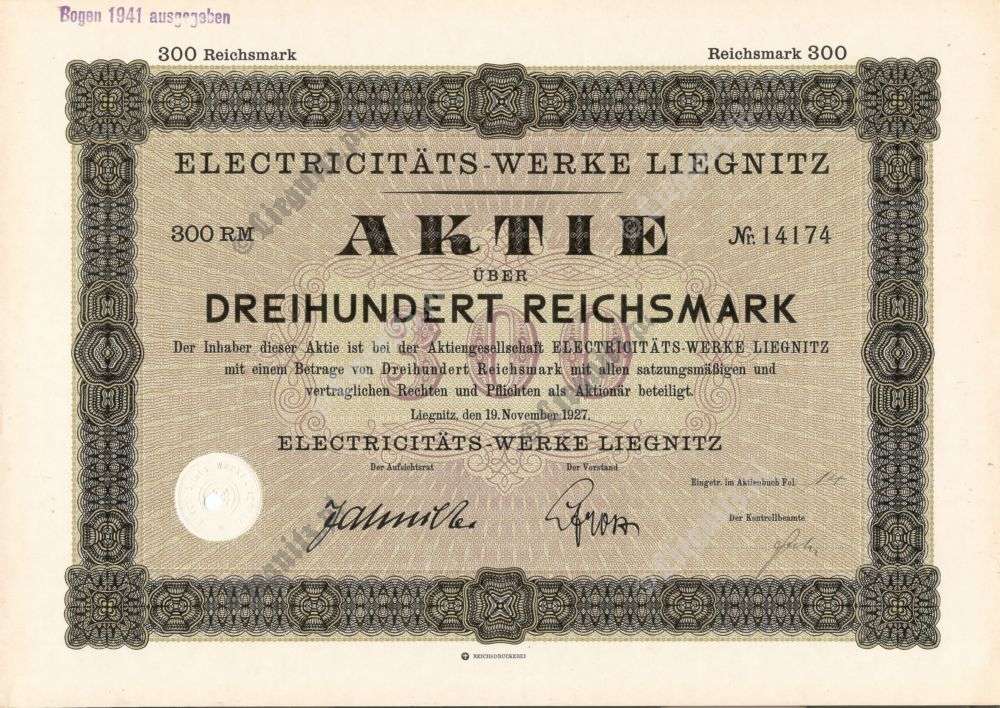 Bogen 1941 ausgegeben
300 Reichsmark
Reichsmark 300
ELECTRICITÄTS-WERKE LIEGNITZ
300 RM
AKTIE
Nr. 14174
ÜBER
DREIHUNDERT REICHSMARK
300
Der Inhaber dieser Aktie ist bei der Aktiengesellschaft ELECTRICITÄTS-WERKE LIEGNITZ
mit einem Betrage von Dreihundert Reichsmark mit allen satzungsmäßigen und
vertraglichen Rechten und Pflichten als Aktionär beteiligt.
Liegnitz, den 19. November 1927.
ELECTRICITÄTS-WERKE LIEGNITZ
Der Aufsichtsrat
Der Vorstand
Eingetr. im Aktienbuch Fol.
Der Kontrollbeamte
REICHSDRUCKEREI